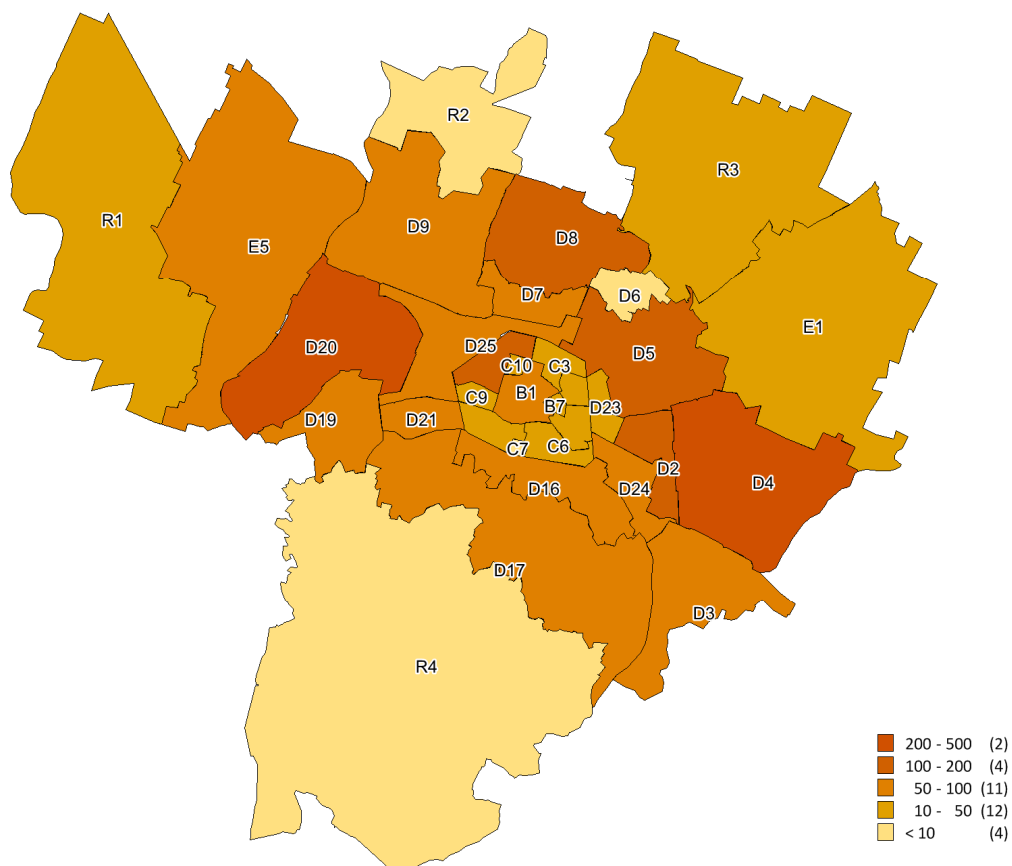 R2
R3
R1
D9
E5
D8
D6
D7
E1
D20
D25
D5
C10
C3
B1
C9
B7
D23
D19
D21
C7
C6
D2
D16
D24
D4
D17
D3
R4
200 - 500 (2)
100 - 200 (4)
50 - 100 (11)
10 - 50 (12)
< 10 (4)